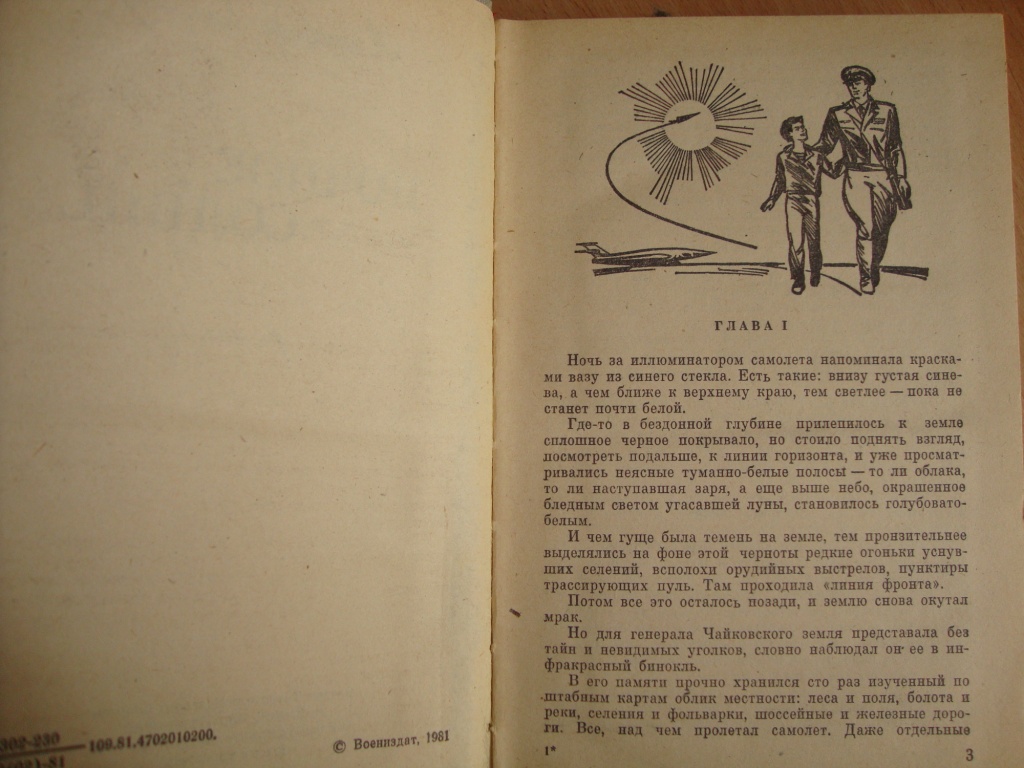 302-230
109.81.4702010200.
© Воениздат, 1981
ГЛАВА I
Ночь за иллюминатором самолета напоминала краска-
ми вазу из синего стекла. Есть такие: внизу густая сине-
ва, а чем ближе к верхнему краю, тем светлее — пока не
станет почти белой.
Где-то в бездонной глубине прилепилось к земле
сплошное черное покрывало, но стоило поднять взгляд,
посмотреть подальше, к линии горизонта, и уже просмат-
ривались неясные туманно-белые полосы — то ли облака,
то ли наступавшая заря, а еще выше небо, окрашенное
бледным светом угасавшей луны, становилось голубовато-
белым.
И чем гуще была темень на земле, тем пронзительнее
выделялись на фоне этой черноты редкие огоньки уснув-
ших селений, всполохи орудийных выстрелов, пунктиры
трассирующих пуль. Там проходила «линия фронта».
Потом все это осталось позади, и землю снова окутал
мрак.
Но для генерала Чайковского земля представала без
тайн и невидимых уголков, словно наблюдал он ее в ин-
фракрасный бинокль.
В его памяти прочно хранился сто раз изученный по
штабным картам облик местности: леса и поля, болота и
реки, селения и фольварки, шоссейные и железные доро-
ги. Все, над чем пролетал самолет. Даже отдельные
1*
3